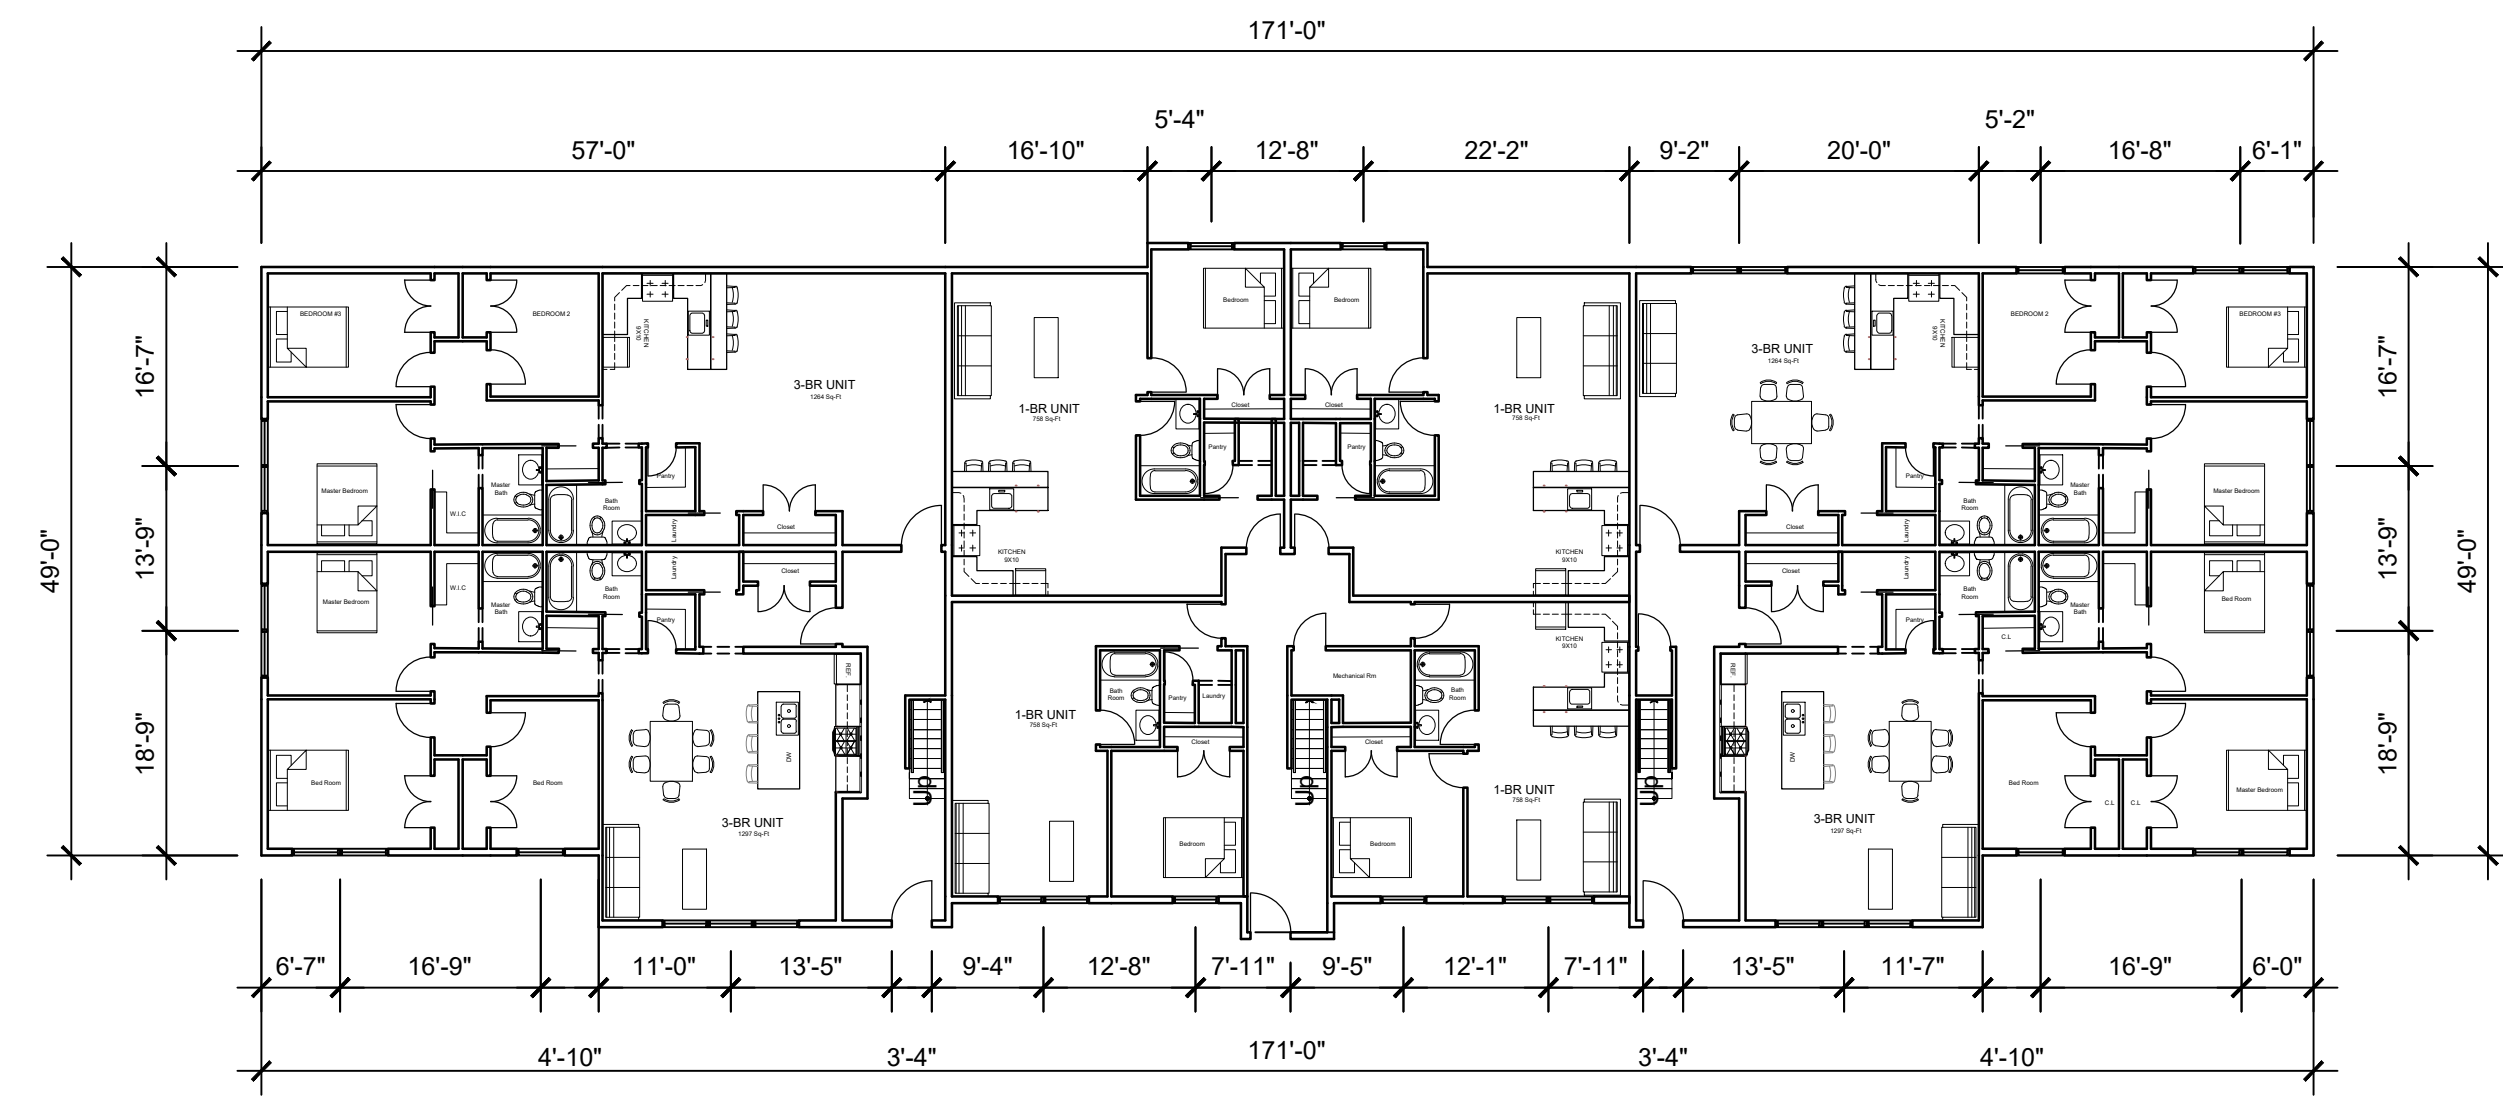 171'-0"
5'-4"
5'-2"
57'-0"
16'-10"
12'-8"
22'-2"
9'-2"
20'-0"
16'-8"
6'-1"
49'-0"
16'-7"
13'-9"
18'-9"
BEDROOM #3
BEDROOM 2
KITCHEN
9X10
3-BR UNIT
1264 Sq-Ft
Master Bedroom
W.I.C
Master
Bath
Bath
Room
Pantry
Laundry
Closet
Master Bedroom
W.I.C
Master
Bath
Bath
Room
Pantry
Laundry
Closet
Bed Room
Bed Room
REF.
DW
3-BR UNIT
1297 Sq-Ft
UP
1-BR UNIT
758 Sq-Ft
KITCHEN
9X10
Bedroom
Closet
Pantry
Bedroom
Closet
Pantry
1-BR UNIT
758 Sq-Ft
KITCHEN
9X10
1-BR UNIT
758 Sq-Ft
Bath
Room
Pantry
Laundry
Closet
Bedroom
Mechanical Rm
UP
Closet
Bedroom
Bath
Room
KITCHEN
9X10
1-BR UNIT
758 Sq-Ft
3-BR UNIT
1264 Sq-Ft
KITCHEN
9X10
BEDROOM 2
BEDROOM #3
Pantry
Closet
Laundry
Bath
Room
Master
Bath
Master Bedroom
Closet
Laundry
Pantry
Bath
Room
C.L
Master
Bath
Bed Room
UP
REF.
DW
3-BR UNIT
1297 Sq-Ft
Bed Room
C.L
C.L
Master Bedroom
16'-7"
13'-9"
18'-9"
49'-0"
6'-7"
16'-9"
11'-0"
13'-5"
9'-4"
12'-8"
7'-11"
9'-5"
12'-1"
7'-11"
13'-5"
11'-7"
16'-9"
6'-0"
4'-10"
3'-4"
171'-0"
3'-4"
4'-10"